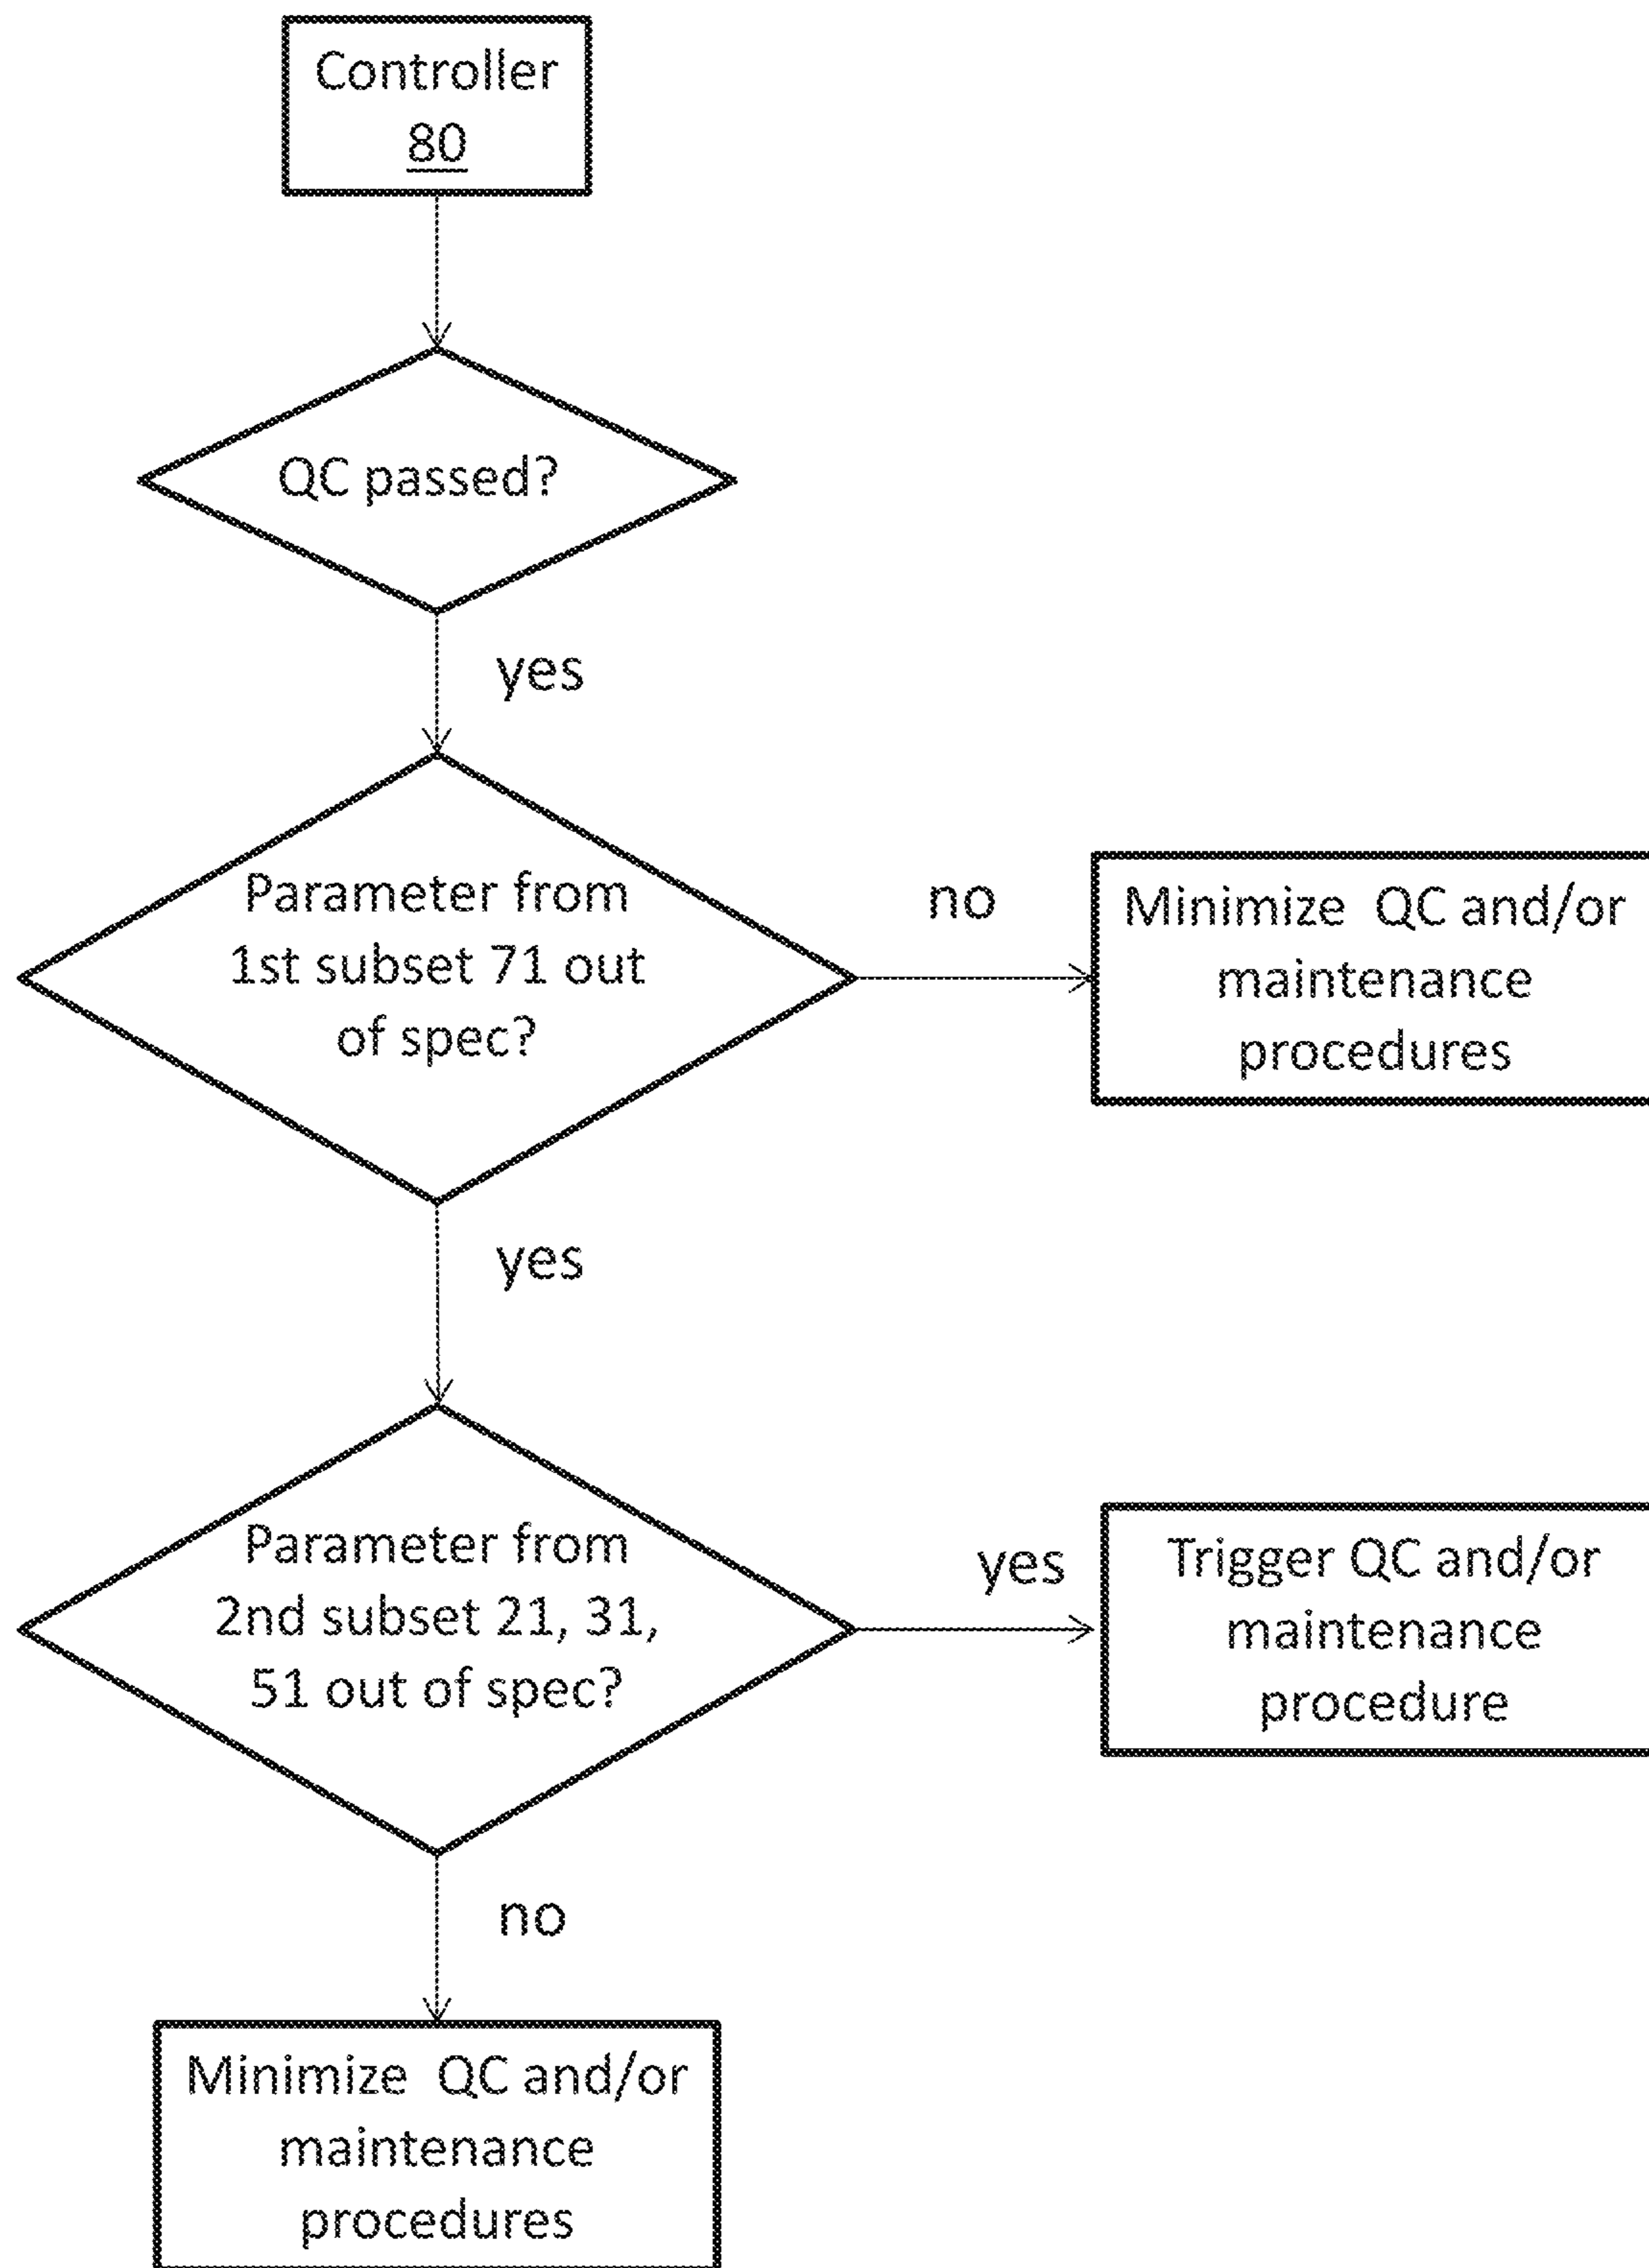 Controller
80
QC passed?
yes
Parameter from
1st subset 71 out
of spec?
no
Minimize QC and/or
maintenance
procedures
yes
Parameter from
2nd subset 21, 31,
51 out of spec?
yes
Trigger QC and/or
maintenance
procedure
no
Minimize QC and/or
maintenance
procedures